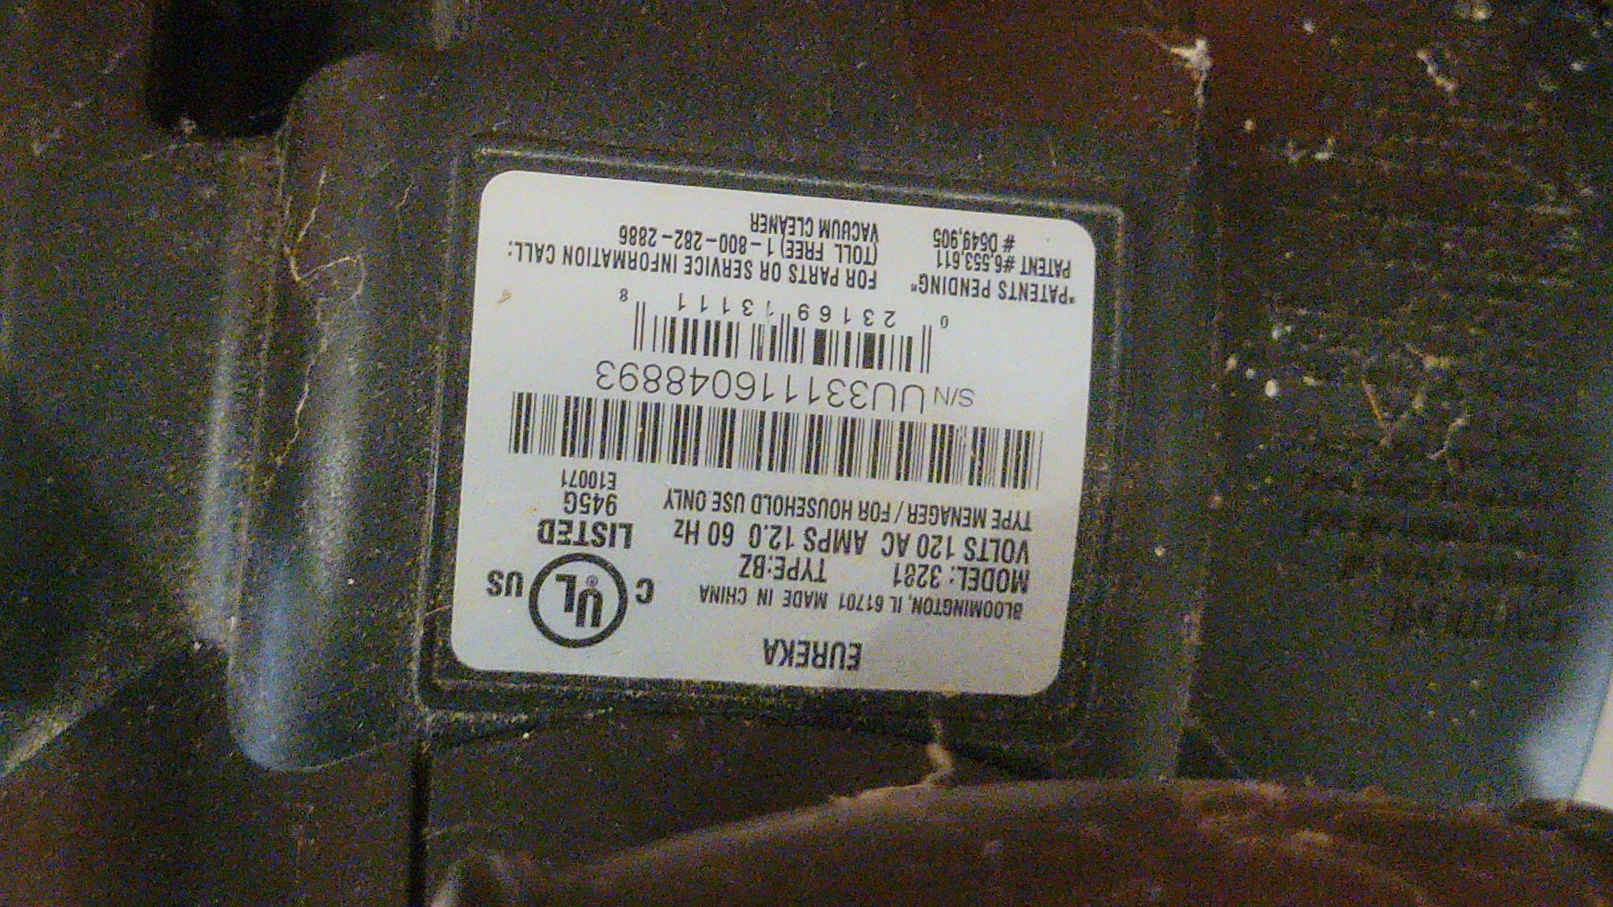 EUREKA
BLOOMINGTON, IL 61701 MADE IN CHINA
MODEL: 3281 TYPE:BZ
VOLTS 120 AC AMPS 12.0 60 Hz
TYPE MENAGER / FOR HOUSEHOLD USE ONLY
C UL ® US
LISTED
945G
E10071
S/N UU331116048893
0 23169 13111 8
"PATENTS PENDING"
PATENT #6,553,611
# D549,905
FOR PARTS OR SERVICE INFORMATION CALL:
(TOLL FREE) 1-800-282-2886
VACUUM CLEANER